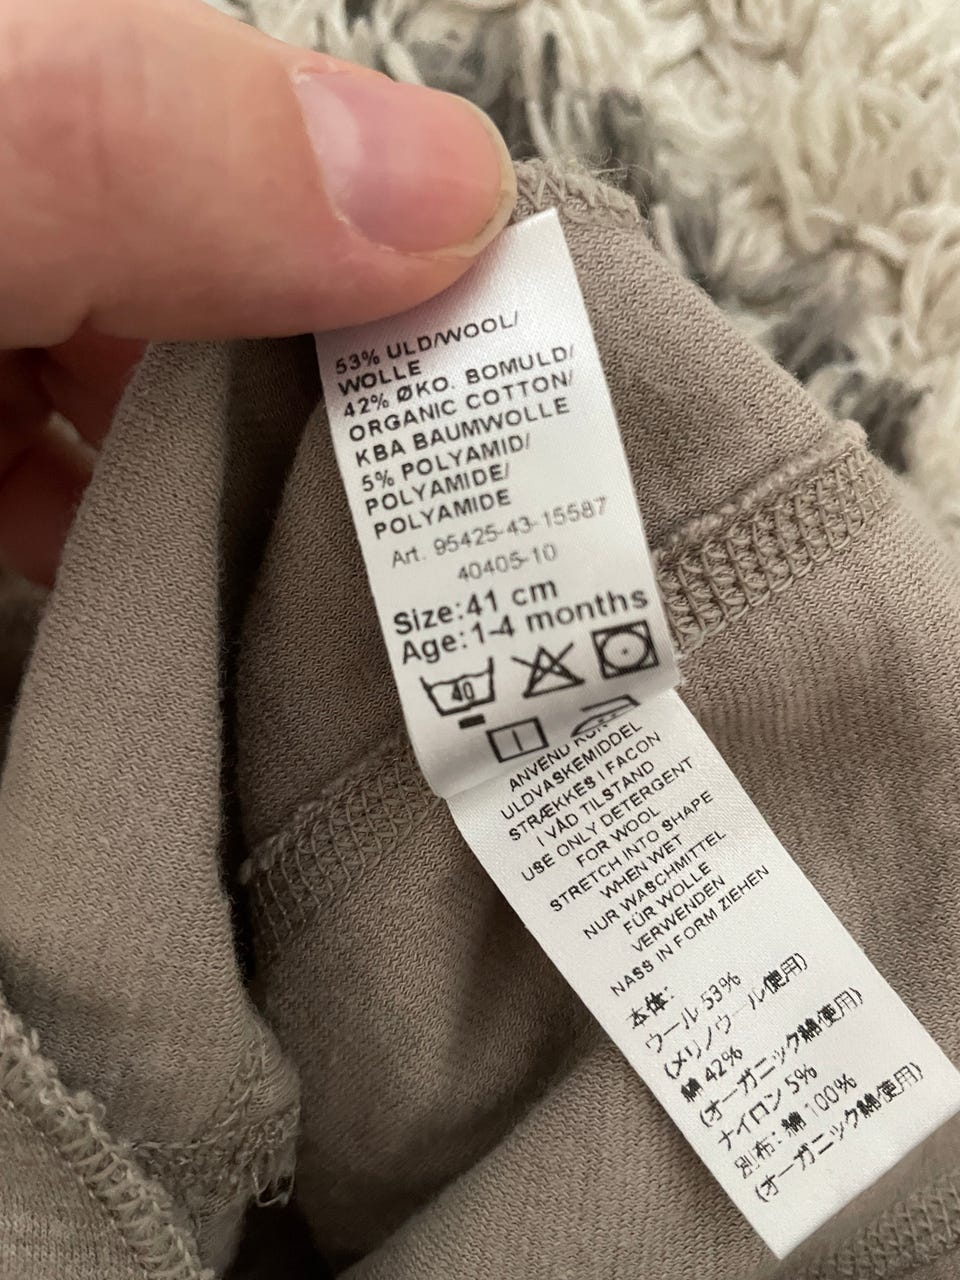 53% ULD/WOOL/
WOLLE
42% ØKO. BOMULD/
ORGANIC COTTON/
KBA BAUMWOLLE
5% POLYAMID/
POLYAMIDE/
POLYAMIDE
Art. 95425-43-15587
40405-10
Size:41 cm
Age:1-4 months
40
ANVEND KUN
ULDVASKEMIDDEL
STRÆKKES I FACON
I VÅD TILSTAND
USE ONLY DETERGENT
FOR WOOL
STRETCH INTO SHAPE
WHEN WET
NUR WASCHMITTEL
FÜR WOLLE
VERWENDEN
NASS IN FORM ZIEHEN
本体:
ウール 53%
(メリノウール使用)
綿 42%
(オーガニック綿使用)
ナイロン 5%
別布: 綿 100%
(オーガニック綿使用)